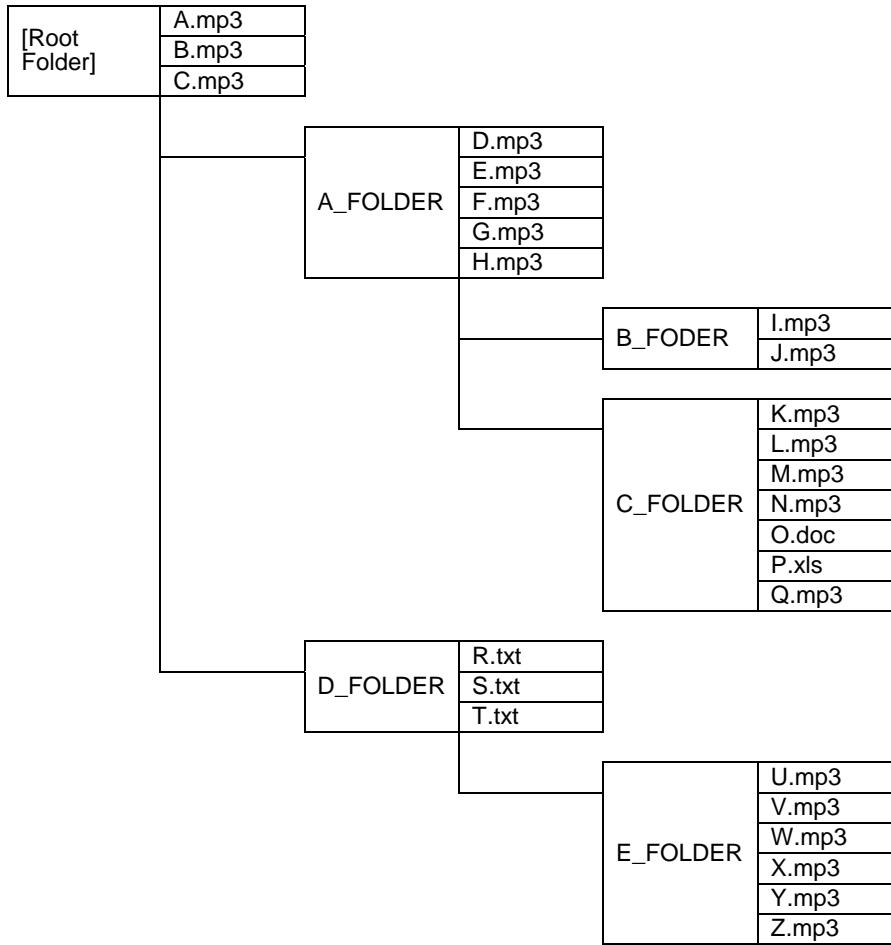 [Root
Folder]
A.mp3
B.mp3
C.mp3
A_FOLDER
D.mp3
E.mp3
F.mp3
G.mp3
H.mp3
B_FODER
I.mp3
J.mp3
C_FOLDER
K.mp3
L.mp3
M.mp3
N.mp3
O.doc
P.xls
Q.mp3
D_FOLDER
R.txt
S.txt
T.txt
E_FOLDER
U.mp3
V.mp3
W.mp3
X.mp3
Y.mp3
Z.mp3